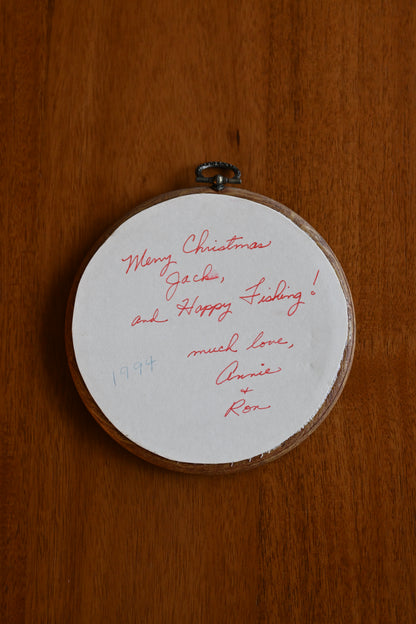 Merry Christmas
Jack,
and Happy Fishing!
much love,
1994
Annie
+
Ron